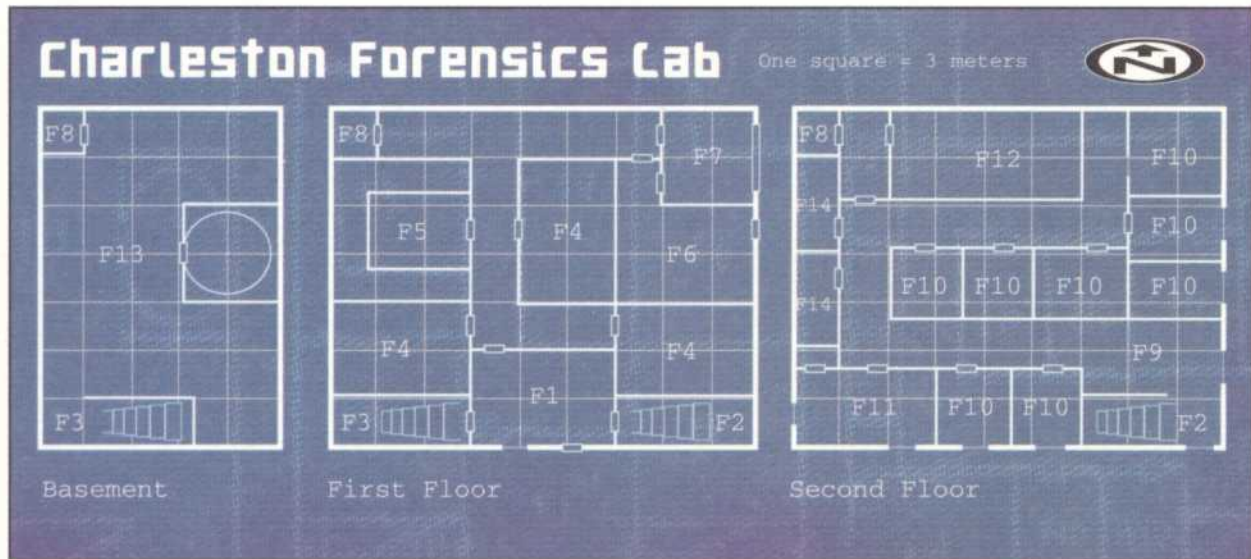 Charleston Forensics Lab
One square = 3 meters
N
F8
F13
F3
Basement
F8
F7
F5
F4
F6
F4
F4
F1
F3
F2
First Floor
F8
F12
F10
F14
F10
F10
F10
F10
F10
F14
F9
F11
F10
F10
F2
Second Floor